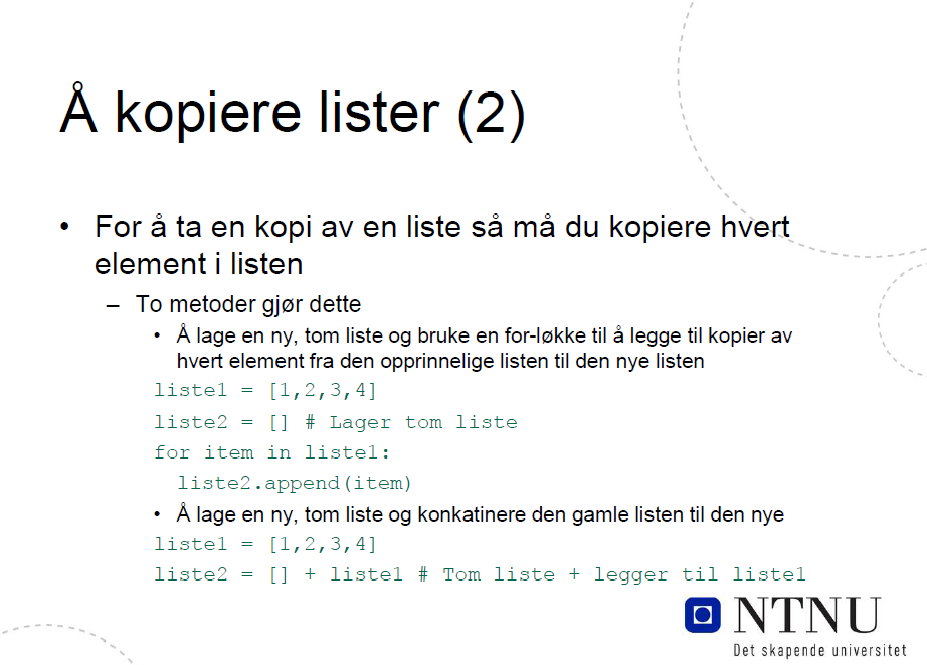 Å kopiere lister (2)
• For å ta en kopi av en liste så må du kopiere hvert
element i listen
– To metoder gjør dette
• Å lage en ny, tom liste og bruke en for-løkke til å legge til kopier av
hvert element fra den opprinnelige listen til den nye listen
liste1 = [1,2,3,4]
liste2 = [] # Lager tom liste
for item in liste1:
liste2.append(item)
• Å lage en ny, tom liste og konkatinere den gamle listen til den nye
liste1 = [1,2,3,4]
liste2 = [] + liste1 # Tom liste + legger til liste1
NTNU
Det skapende universitet